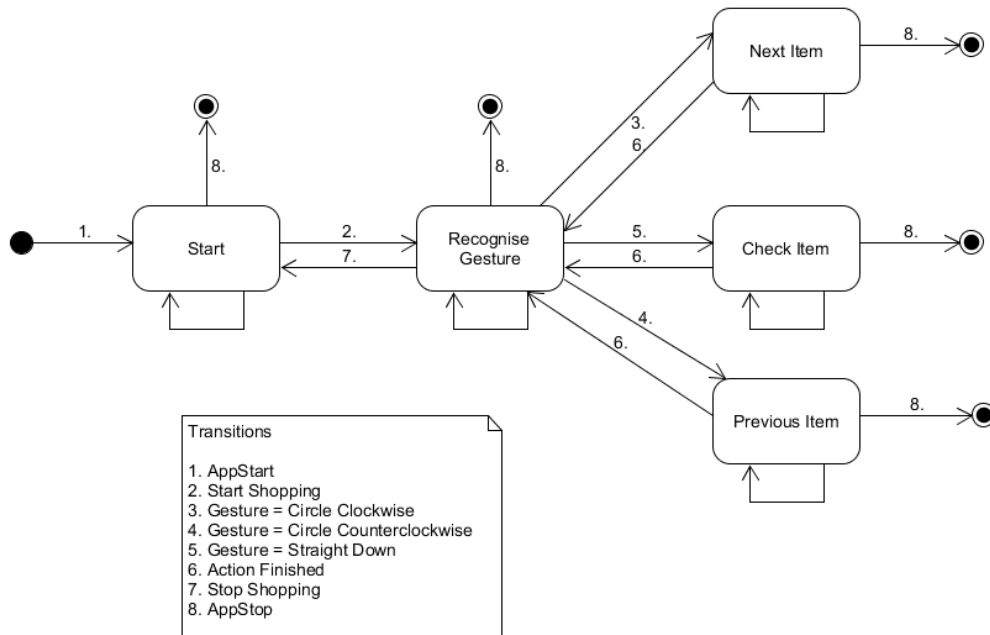 Next Item
8.
3.
6.
8.
8.
1.
Start
2.
7.
Recognise
Gesture
5.
6.
Check Item
8.
4.
6.
Previous Item
8.
Transitions
1. AppStart
2. Start Shopping
3. Gesture = Circle Clockwise
4. Gesture = Circle Counterclockwise
5. Gesture = Straight Down
6. Action Finished
7. Stop Shopping
8. AppStop